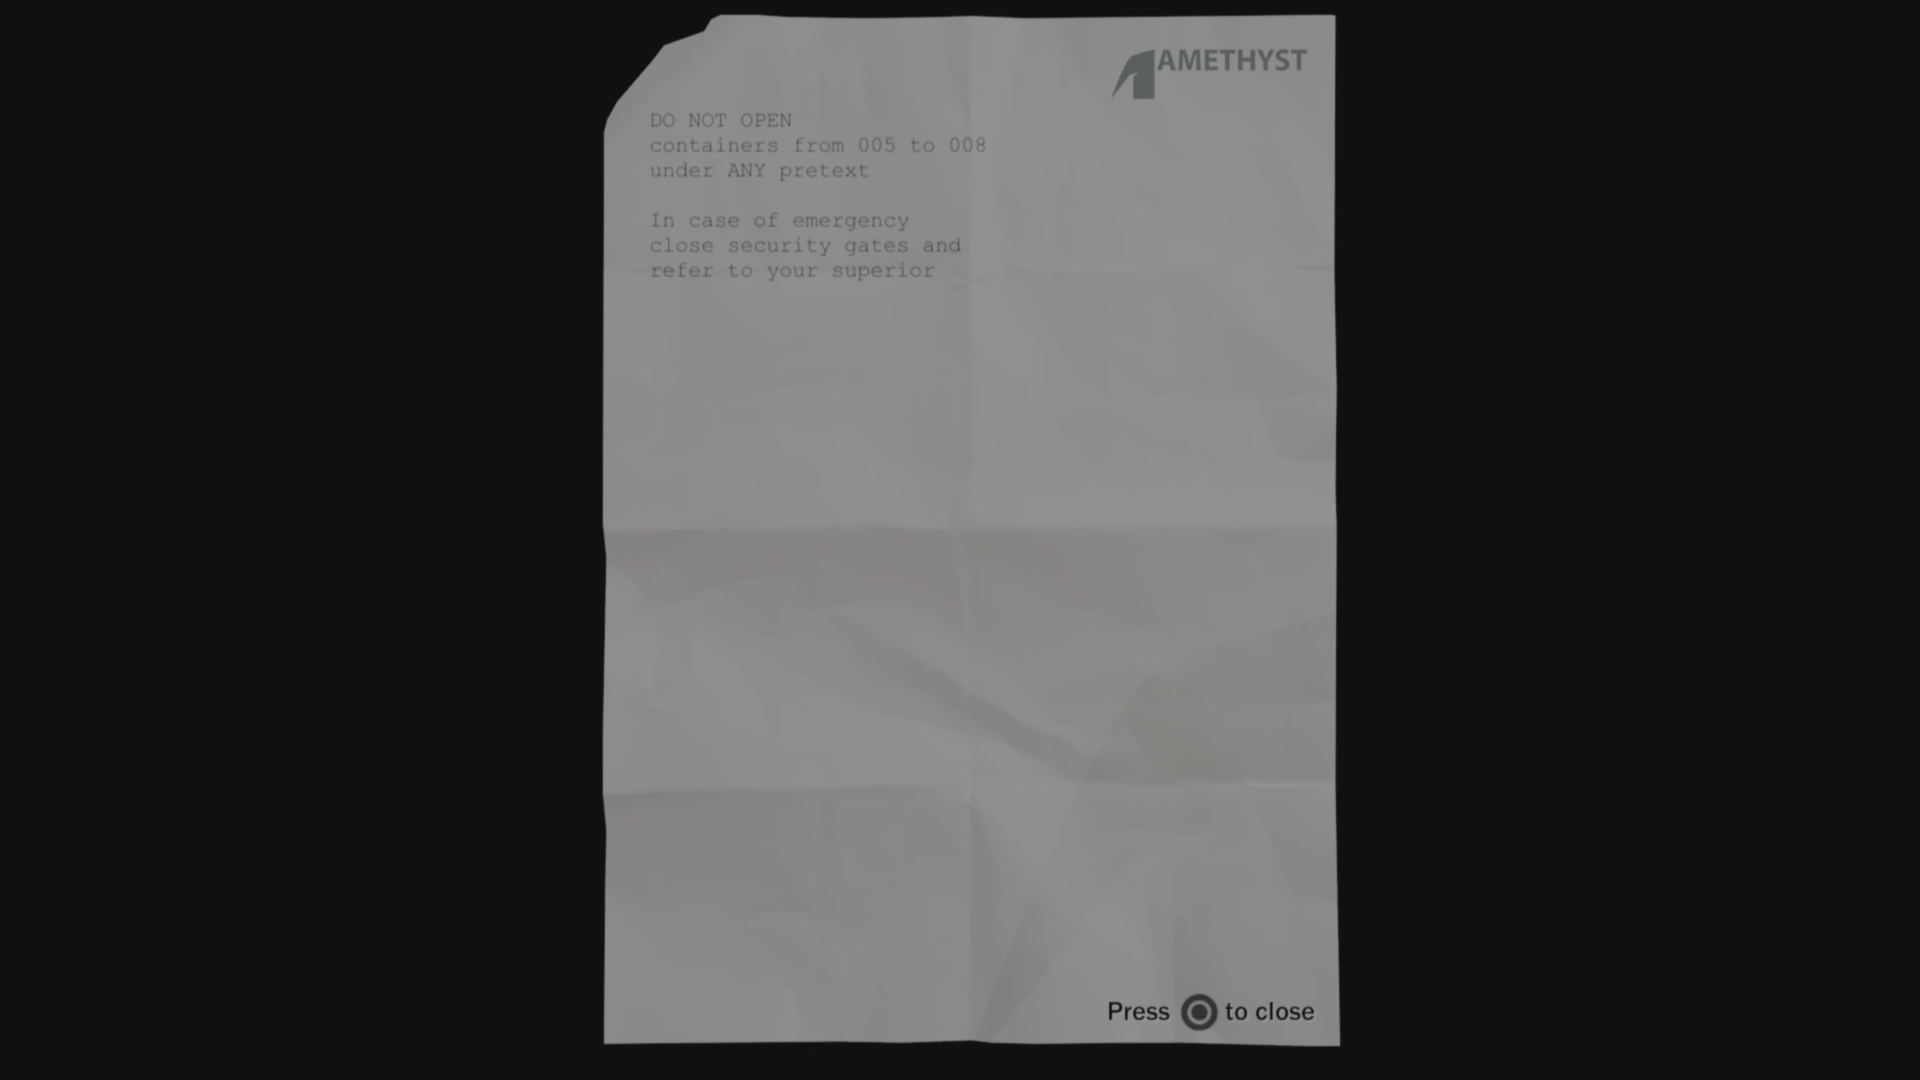 AMETHYST
DO NOT OPEN
containers from 005 to 008
under ANY pretext
In case of emergency
close security gates and
refer to your superior
Press to close